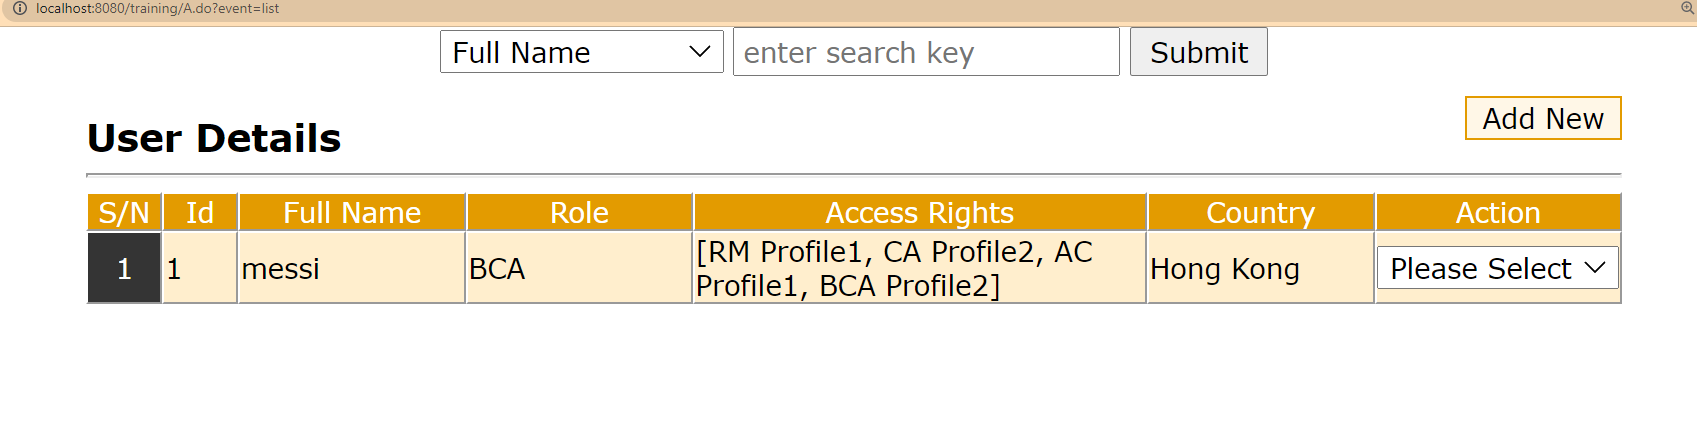 localhost:8080/training/A.do?event=list
Full Name enter search key Submit
Add New
User Details
S/N Id Full Name Role Access Rights Country Action
1 1 messi BCA [RM Profile1, CA Profile2, AC Hong Kong Please Select
Profile1, BCA Profile2]